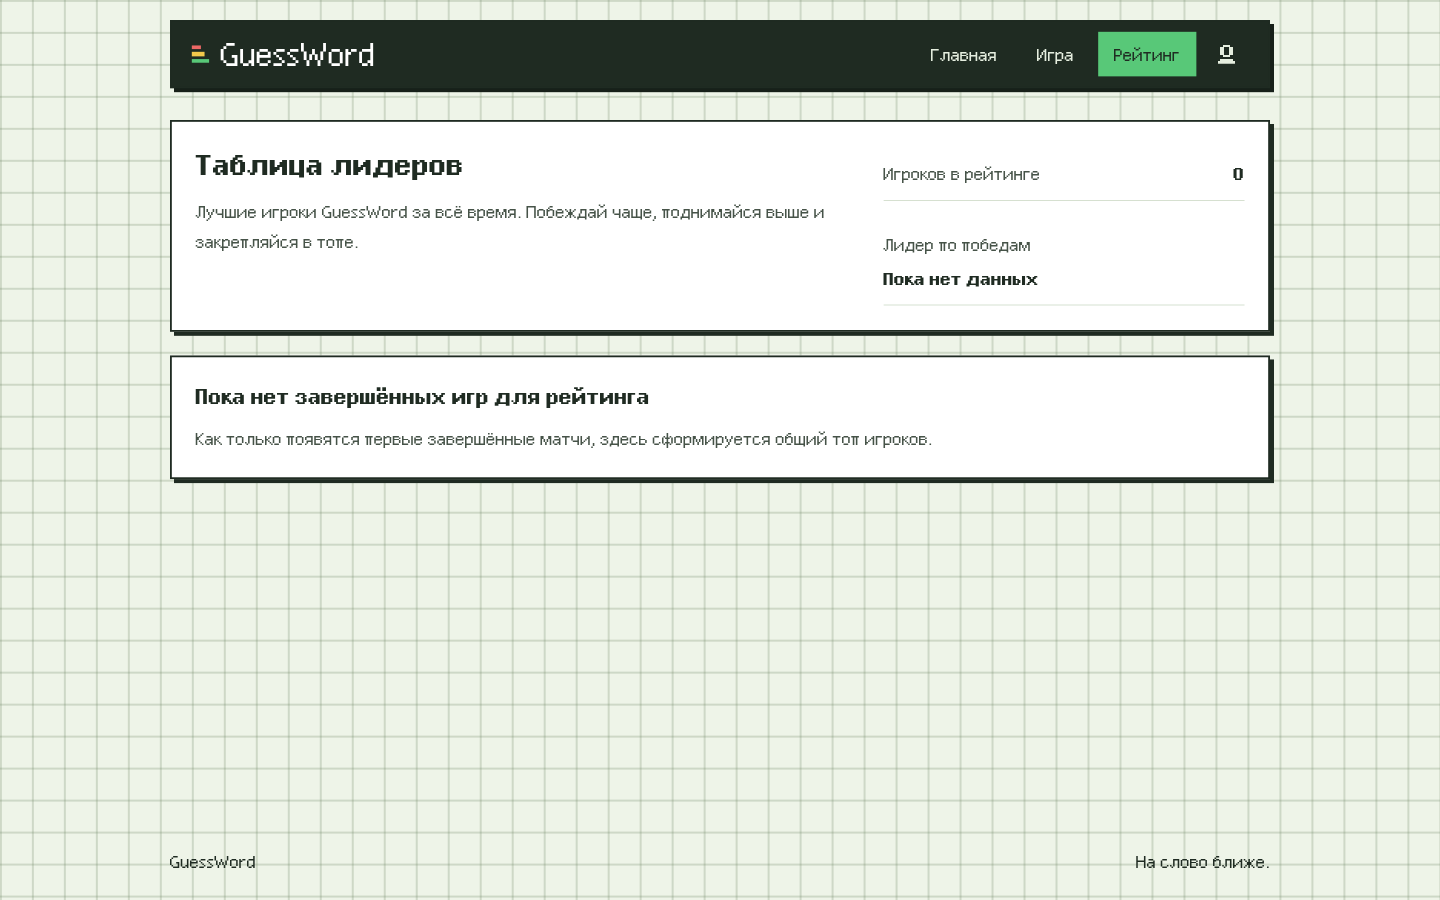 GuessWord
Главная
Игра
Рейтинг
Таблица лидеров
Лучшие игроки GuessWord за всё время. Побеждай чаще, поднимайся выше и
закрепляйся в топе.
Игроков в рейтинге
0
Лидер по победам
Пока нет данных
Пока нет завершённых игр для рейтинга
Как только появятся первые завершённые матчи, здесь сформируется общий топ игроков.
GuessWord
На слово ближе.